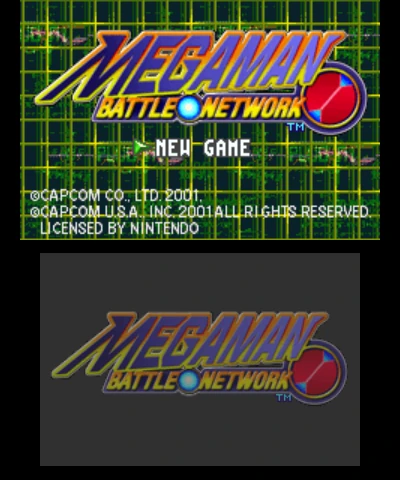 MEGAMAN
BATTLE NETWORK
TM
NEW GAME
©CAPCOM CO., LTD. 2001.
©CAPCOM U.S.A., INC. 2001 ALL RIGHTS RESERVED.
LICENSED BY NINTENDO
MEGAMAN
BATTLE NETWORK
TM